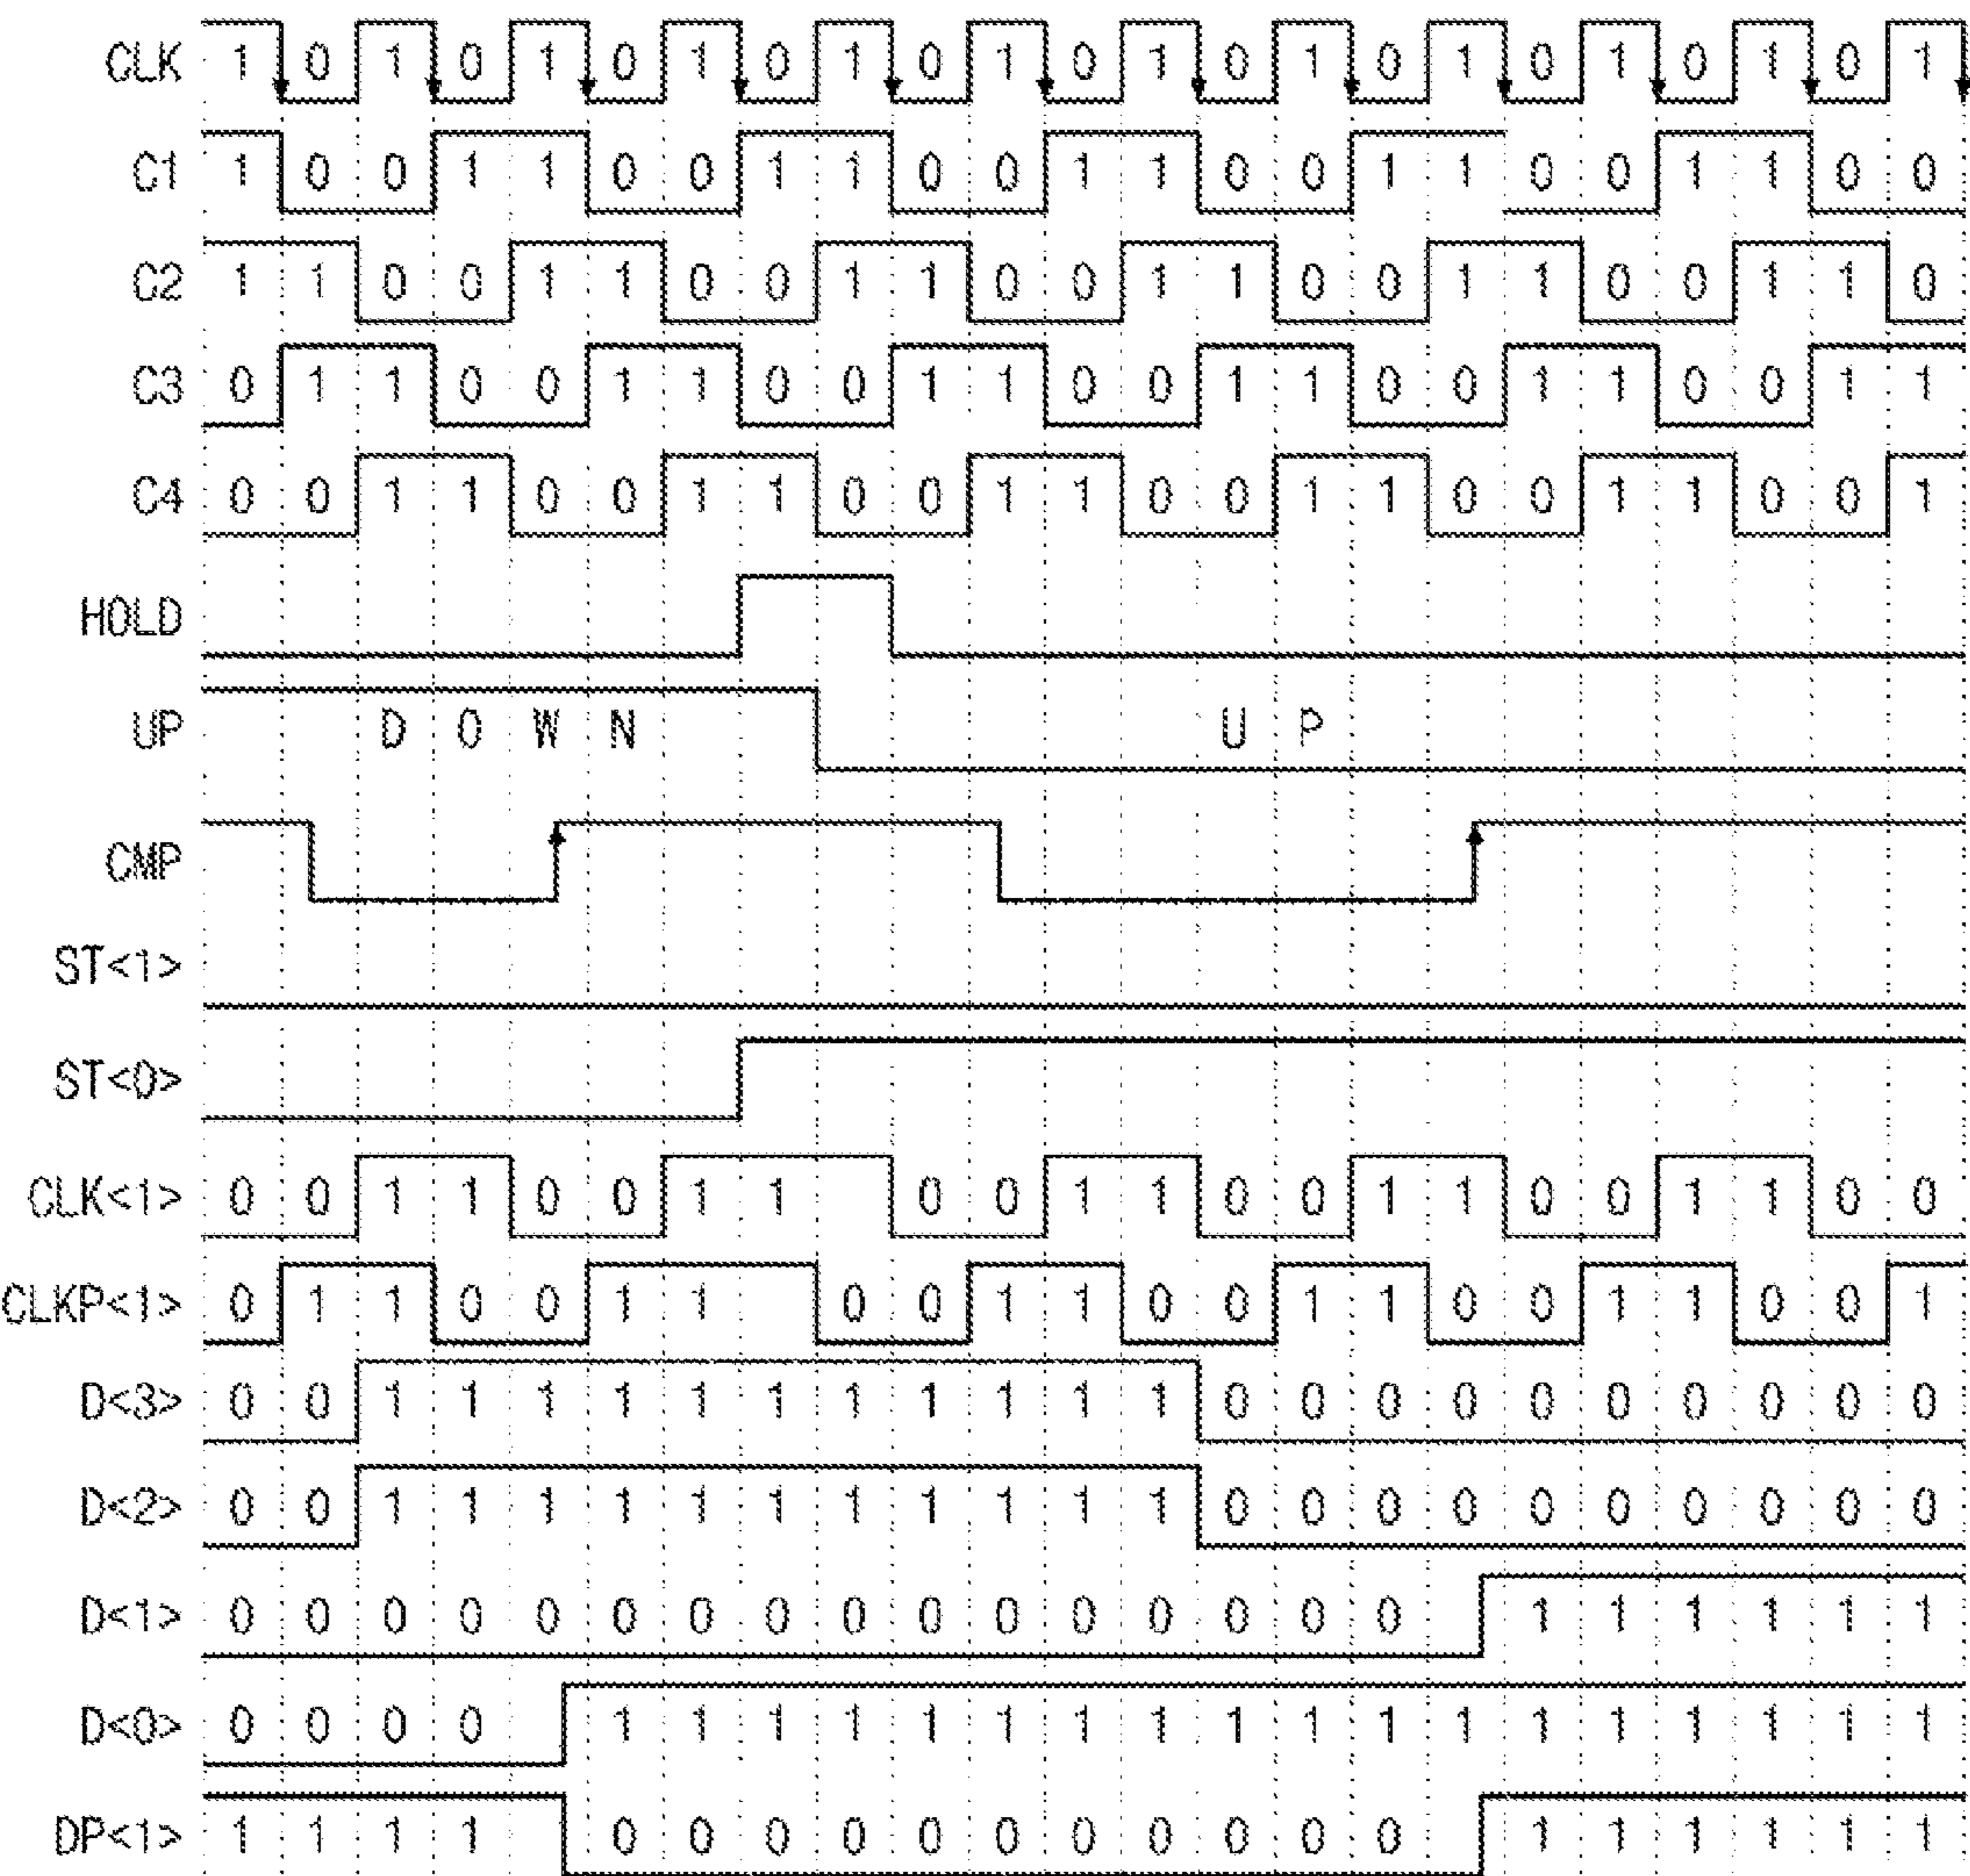 CLK 1 0 1 0 1 0 1 0 1 0 1 0 1 0 1 0 1 0 1 0 1 0 1
C1 1 0 0 1 1 0 0 1 1 0 0 1 1 0 0 1 1 0 0 1 1 0 0
C2 1 1 0 0 1 1 0 0 1 1 0 0 1 1 0 0 1 1 0 0 1 1 0
C3 0 1 1 0 0 1 1 0 0 1 1 0 0 1 1 0 0 1 1 0 0 1 1
C4 0 0 1 1 0 0 1 1 0 0 1 1 0 0 1 1 0 0 1 1 0 0 1
HOLD
UP D O W N U P
CMP
ST<1>
ST<0>
CLK<1> 0 0 1 1 0 0 1 1 0 0 1 1 0 0 1 1 0 0 1 1 0 0
CLKP<1> 0 1 1 0 0 1 1 0 0 1 1 0 0 1 1 0 0 1 1 0 0 1
D<3> 0 0 1 1 1 1 1 1 1 1 1 1 1 0 0 0 0 0 0 0 0 0 0
D<2> 0 0 1 1 1 1 1 1 1 1 1 1 1 0 0 0 0 0 0 0 0 0 0
D<1> 0 0 0 0 0 0 0 0 0 0 0 0 0 0 0 0 1 1 1 1 1 1
D<0> 0 0 0 0 1 1 1 1 1 1 1 1 1 1 1 1 1 1 1 1 1 1
DP<1> 1 1 1 1 0 0 0 0 0 0 0 0 0 0 0 1 1 1 1 1 1